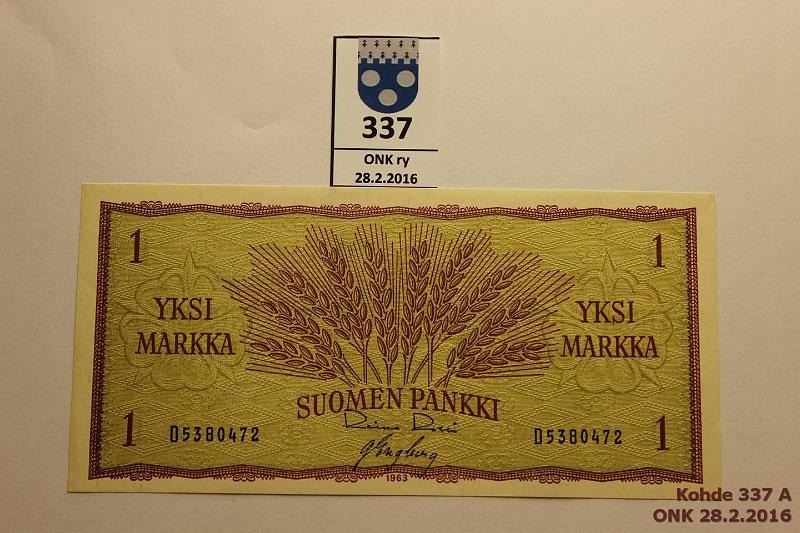 337
ONK ry
28.2.2016
1
1
YKSI
MARKKA
YKSI
MARKKA
SUOMEN PANKKI
1
D5380472
D5380472
1
1963
Kohde 337 A
ONK 28.2.2016